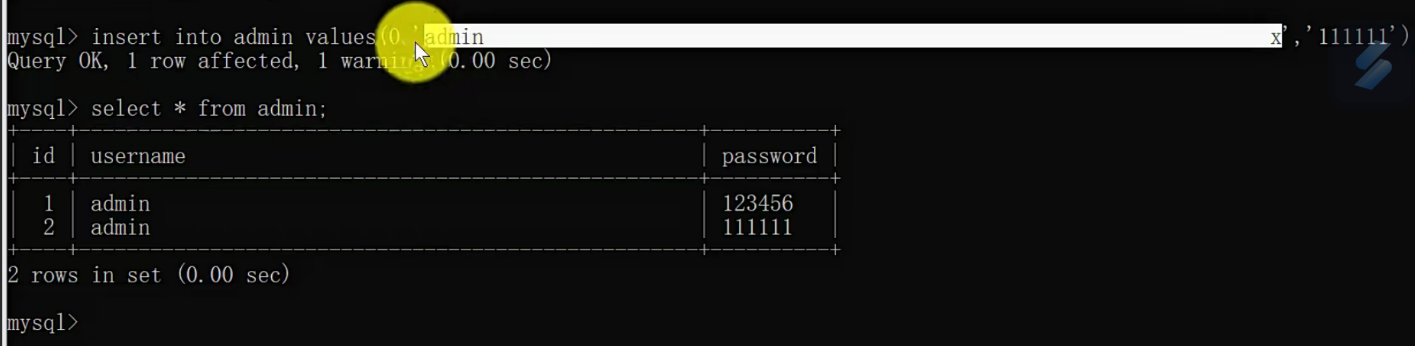 mysql> insert into admin values(0,'admin                                                                  x','111111')
Query OK, 1 row affected, 1 warning (0.00 sec)
mysql> select * from admin;
+----+----------------------------------------------------+----------+
| id | username                                           | password |
+----+----------------------------------------------------+----------+
|  1 | admin                                              | 123456   |
|  2 | admin                                              | 111111   |
+----+----------------------------------------------------+----------+
2 rows in set (0.00 sec)
mysql>